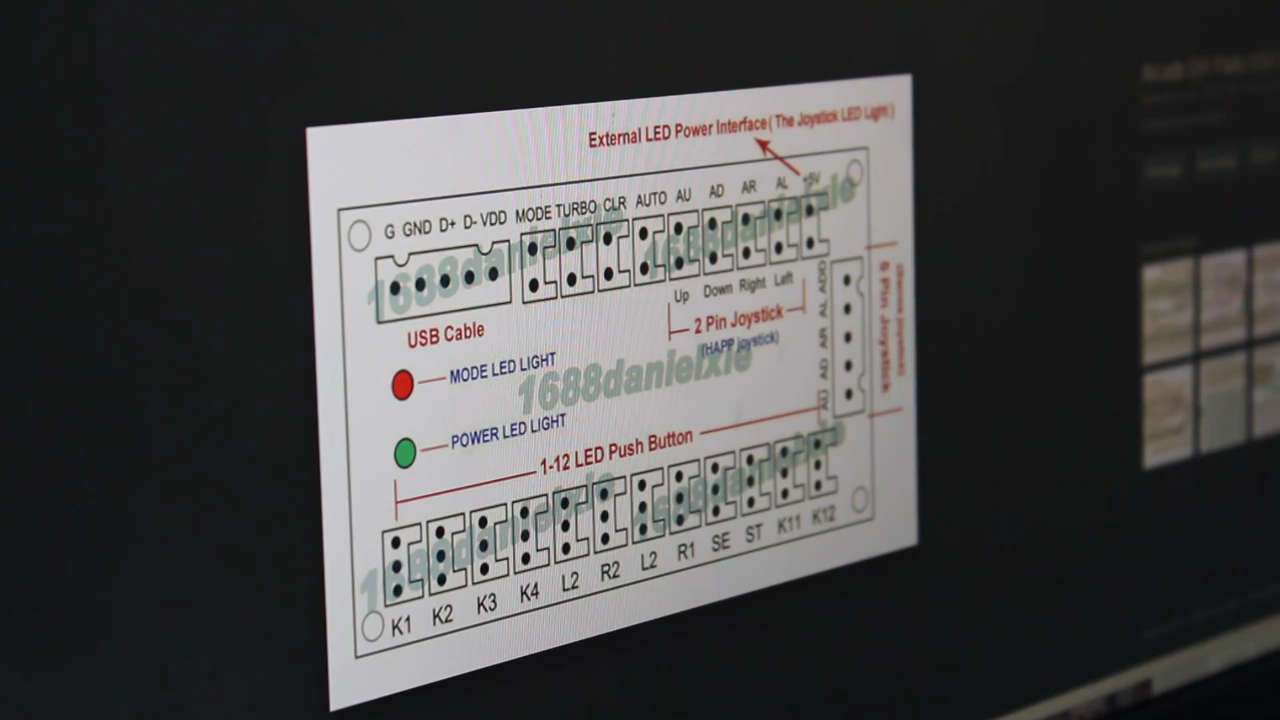 External LED Power Interface( The Joystick LED Light )
G GND D+ D- VDD MODE TURBO CLR AUTO AU AD AR AL +5V
1688danielxie
1688danielxie
Up Down Right Left
USB Cable
2 Pin Joystick
(HAPP joystick)
ADD
AL
AR
AD
AU
5 Pin Joystick
MODE LED LIGHT
1688danielxie
POWER LED LIGHT
1-12 LED Push Button
1688danielxie
1688danielxie
K1 K2 K3 K4 L2 R2 L2 R1 SE ST K11 K12